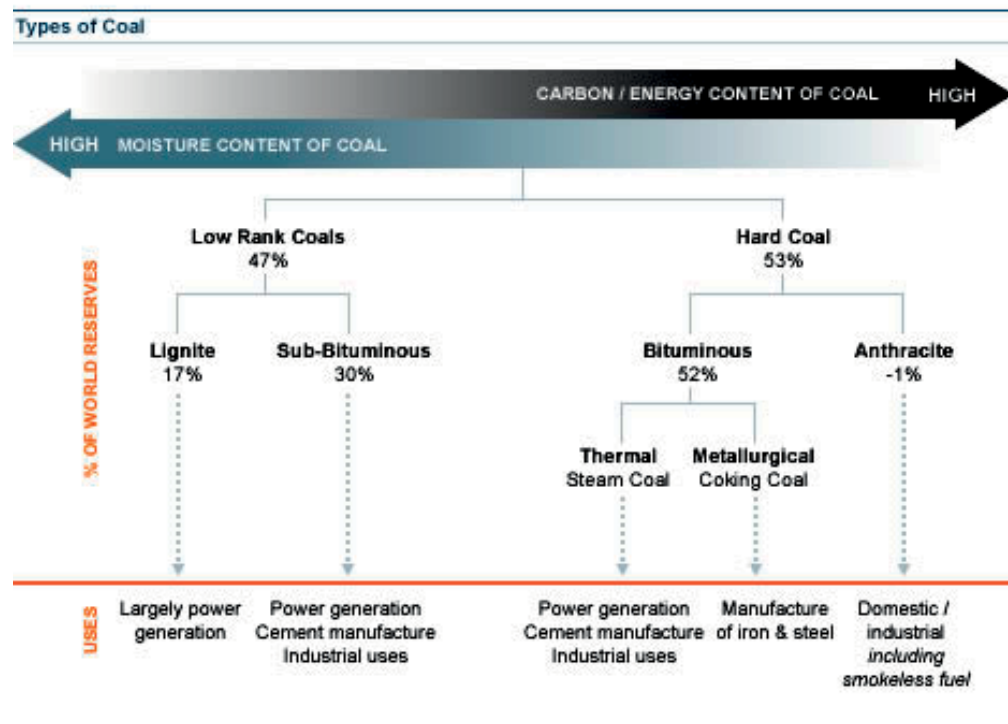 Types of Coal
CARBON / ENERGY CONTENT OF COAL HIGH
HIGH MOISTURE CONTENT OF COAL
% OF WORLD RESERVES
Low Rank Coals
47%
Hard Coal
53%
Lignite
17%
Sub-Bituminous
30%
Bituminous
52%
Anthracite
-1%
Thermal
Steam Coal
Metallurgical
Coking Coal
USES
Largely power
generation
Power generation
Cement manufacture
Industrial uses
Power generation
Cement manufacture
Industrial uses
Manufacture
of iron & steel
Domestic /
industrial
including
smokeless fuel